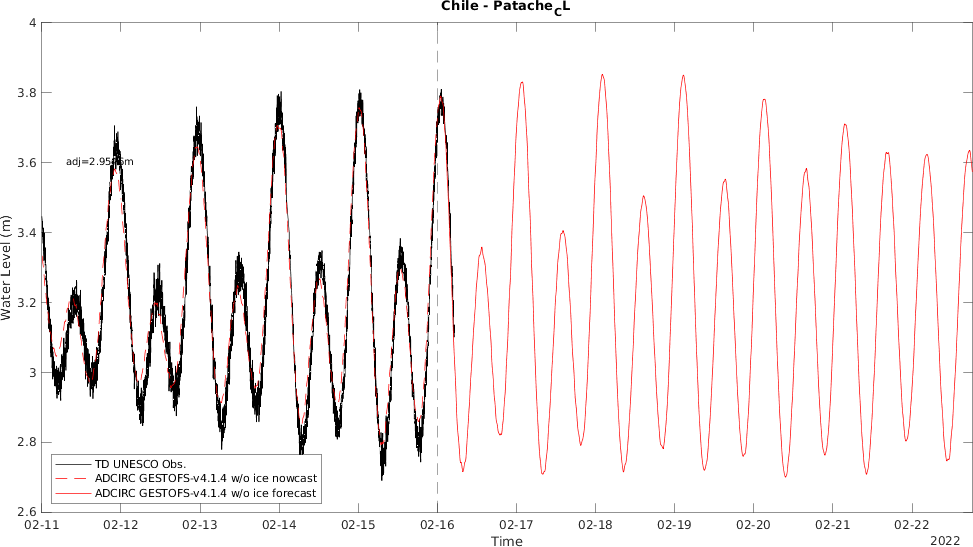 Chile - Patache_CL
4
3.8
3.6
3.4
3.2
3
2.8
2.6
Water Level (m)
TD UNESCO Obs.
ADCIRC GESTOFS-v4.1.4 w/o ice nowcast
ADCIRC GESTOFS-v4.1.4 w/o ice forecast
02-11 02-12 02-13 02-14 02-15 02-16 02-17 02-18 02-19 02-20 02-21 02-22
Time
2022